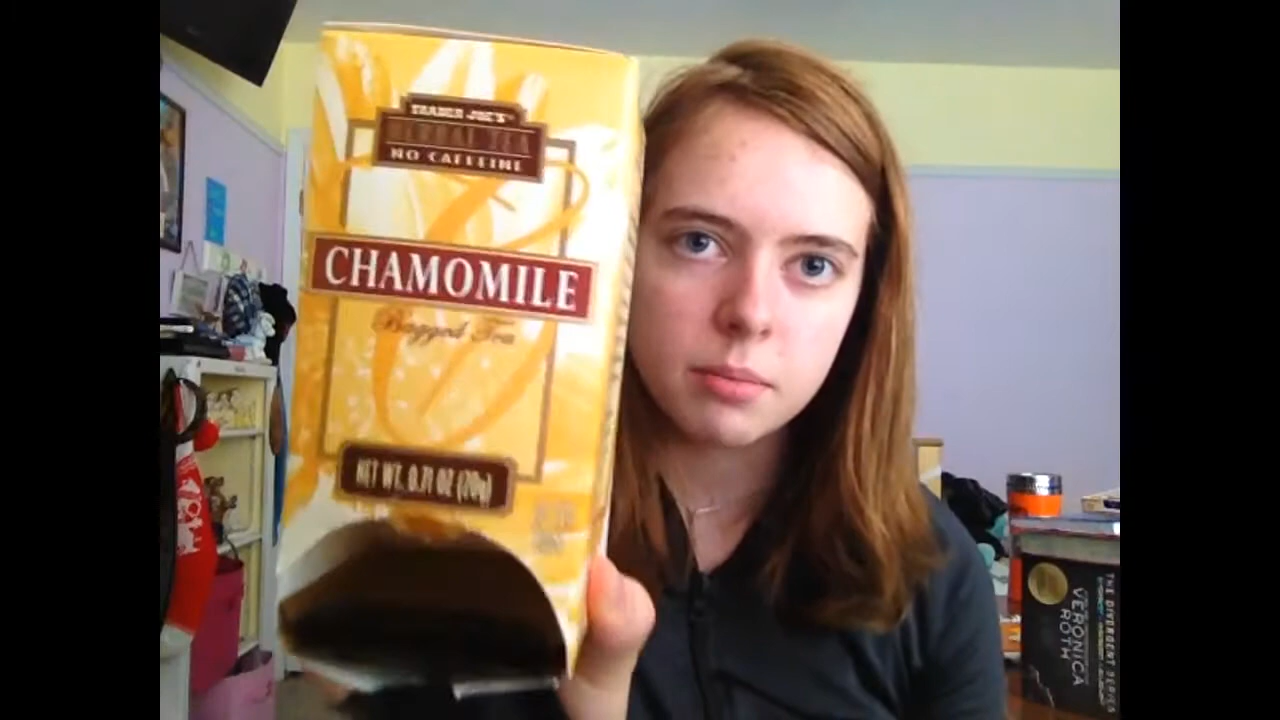 TRADER JOE'S
HERBAL TEA
NO CAFFEINE
CHAMOMILE
Bagged Tea
NET WT. 0.71 OZ (20g)
THE DIVERGENT SERIES
VERONICA
ROTH